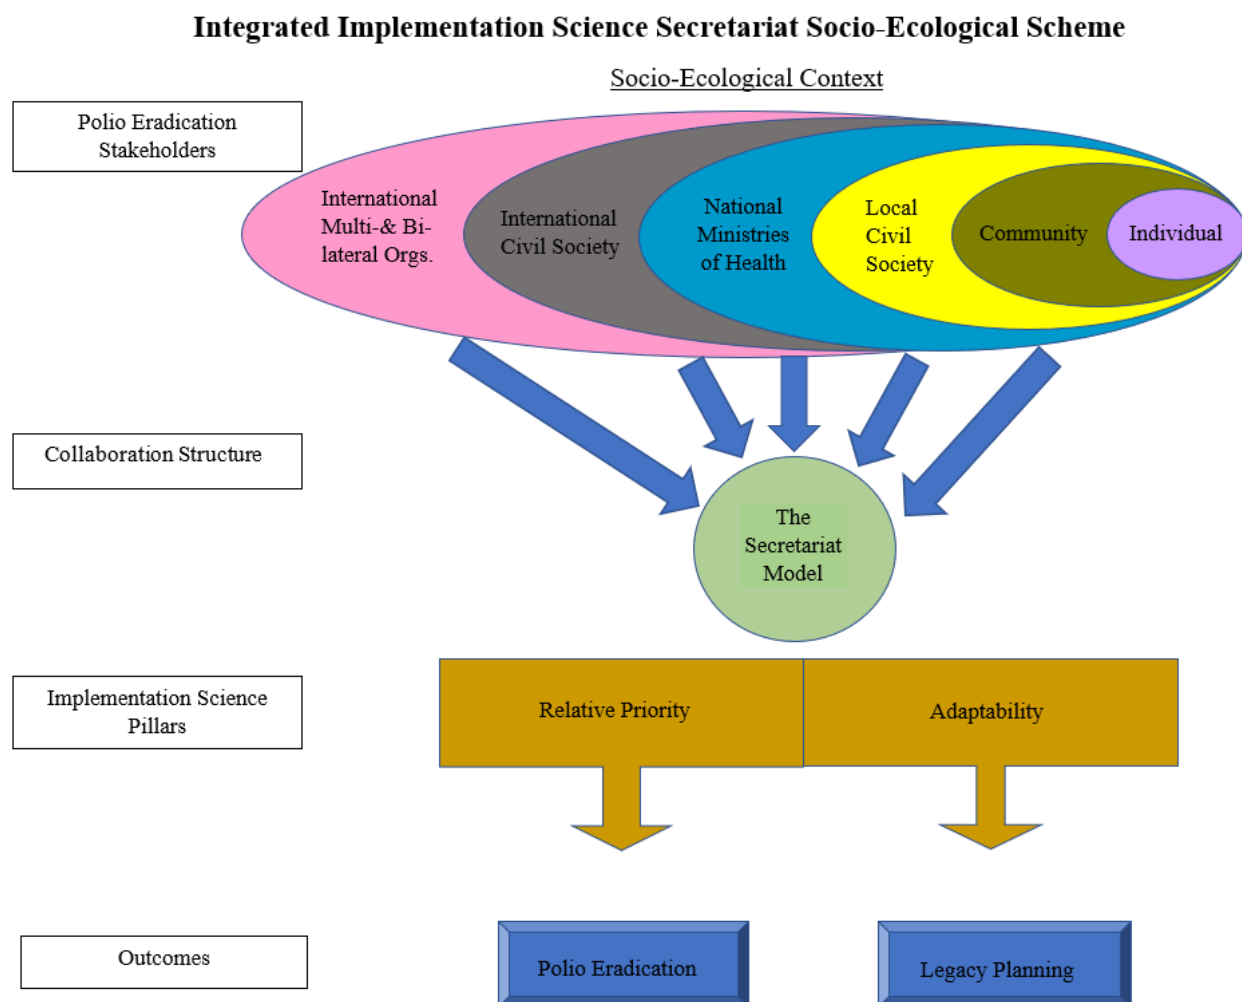 Integrated Implementation Science Secretariat Socio-Ecological Scheme
Socio-Ecological Context
Polio Eradication
Stakeholders
International
Multi-& Bi-
lateral Orgs.
International
Civil Society
National
Ministries
of Health
Local
Civil
Society
Community
Individual
Collaboration Structure
The
Secretariat
Model
Implementation Science
Pillars
Relative Priority
Adaptability
Outcomes
Polio Eradication
Legacy Planning